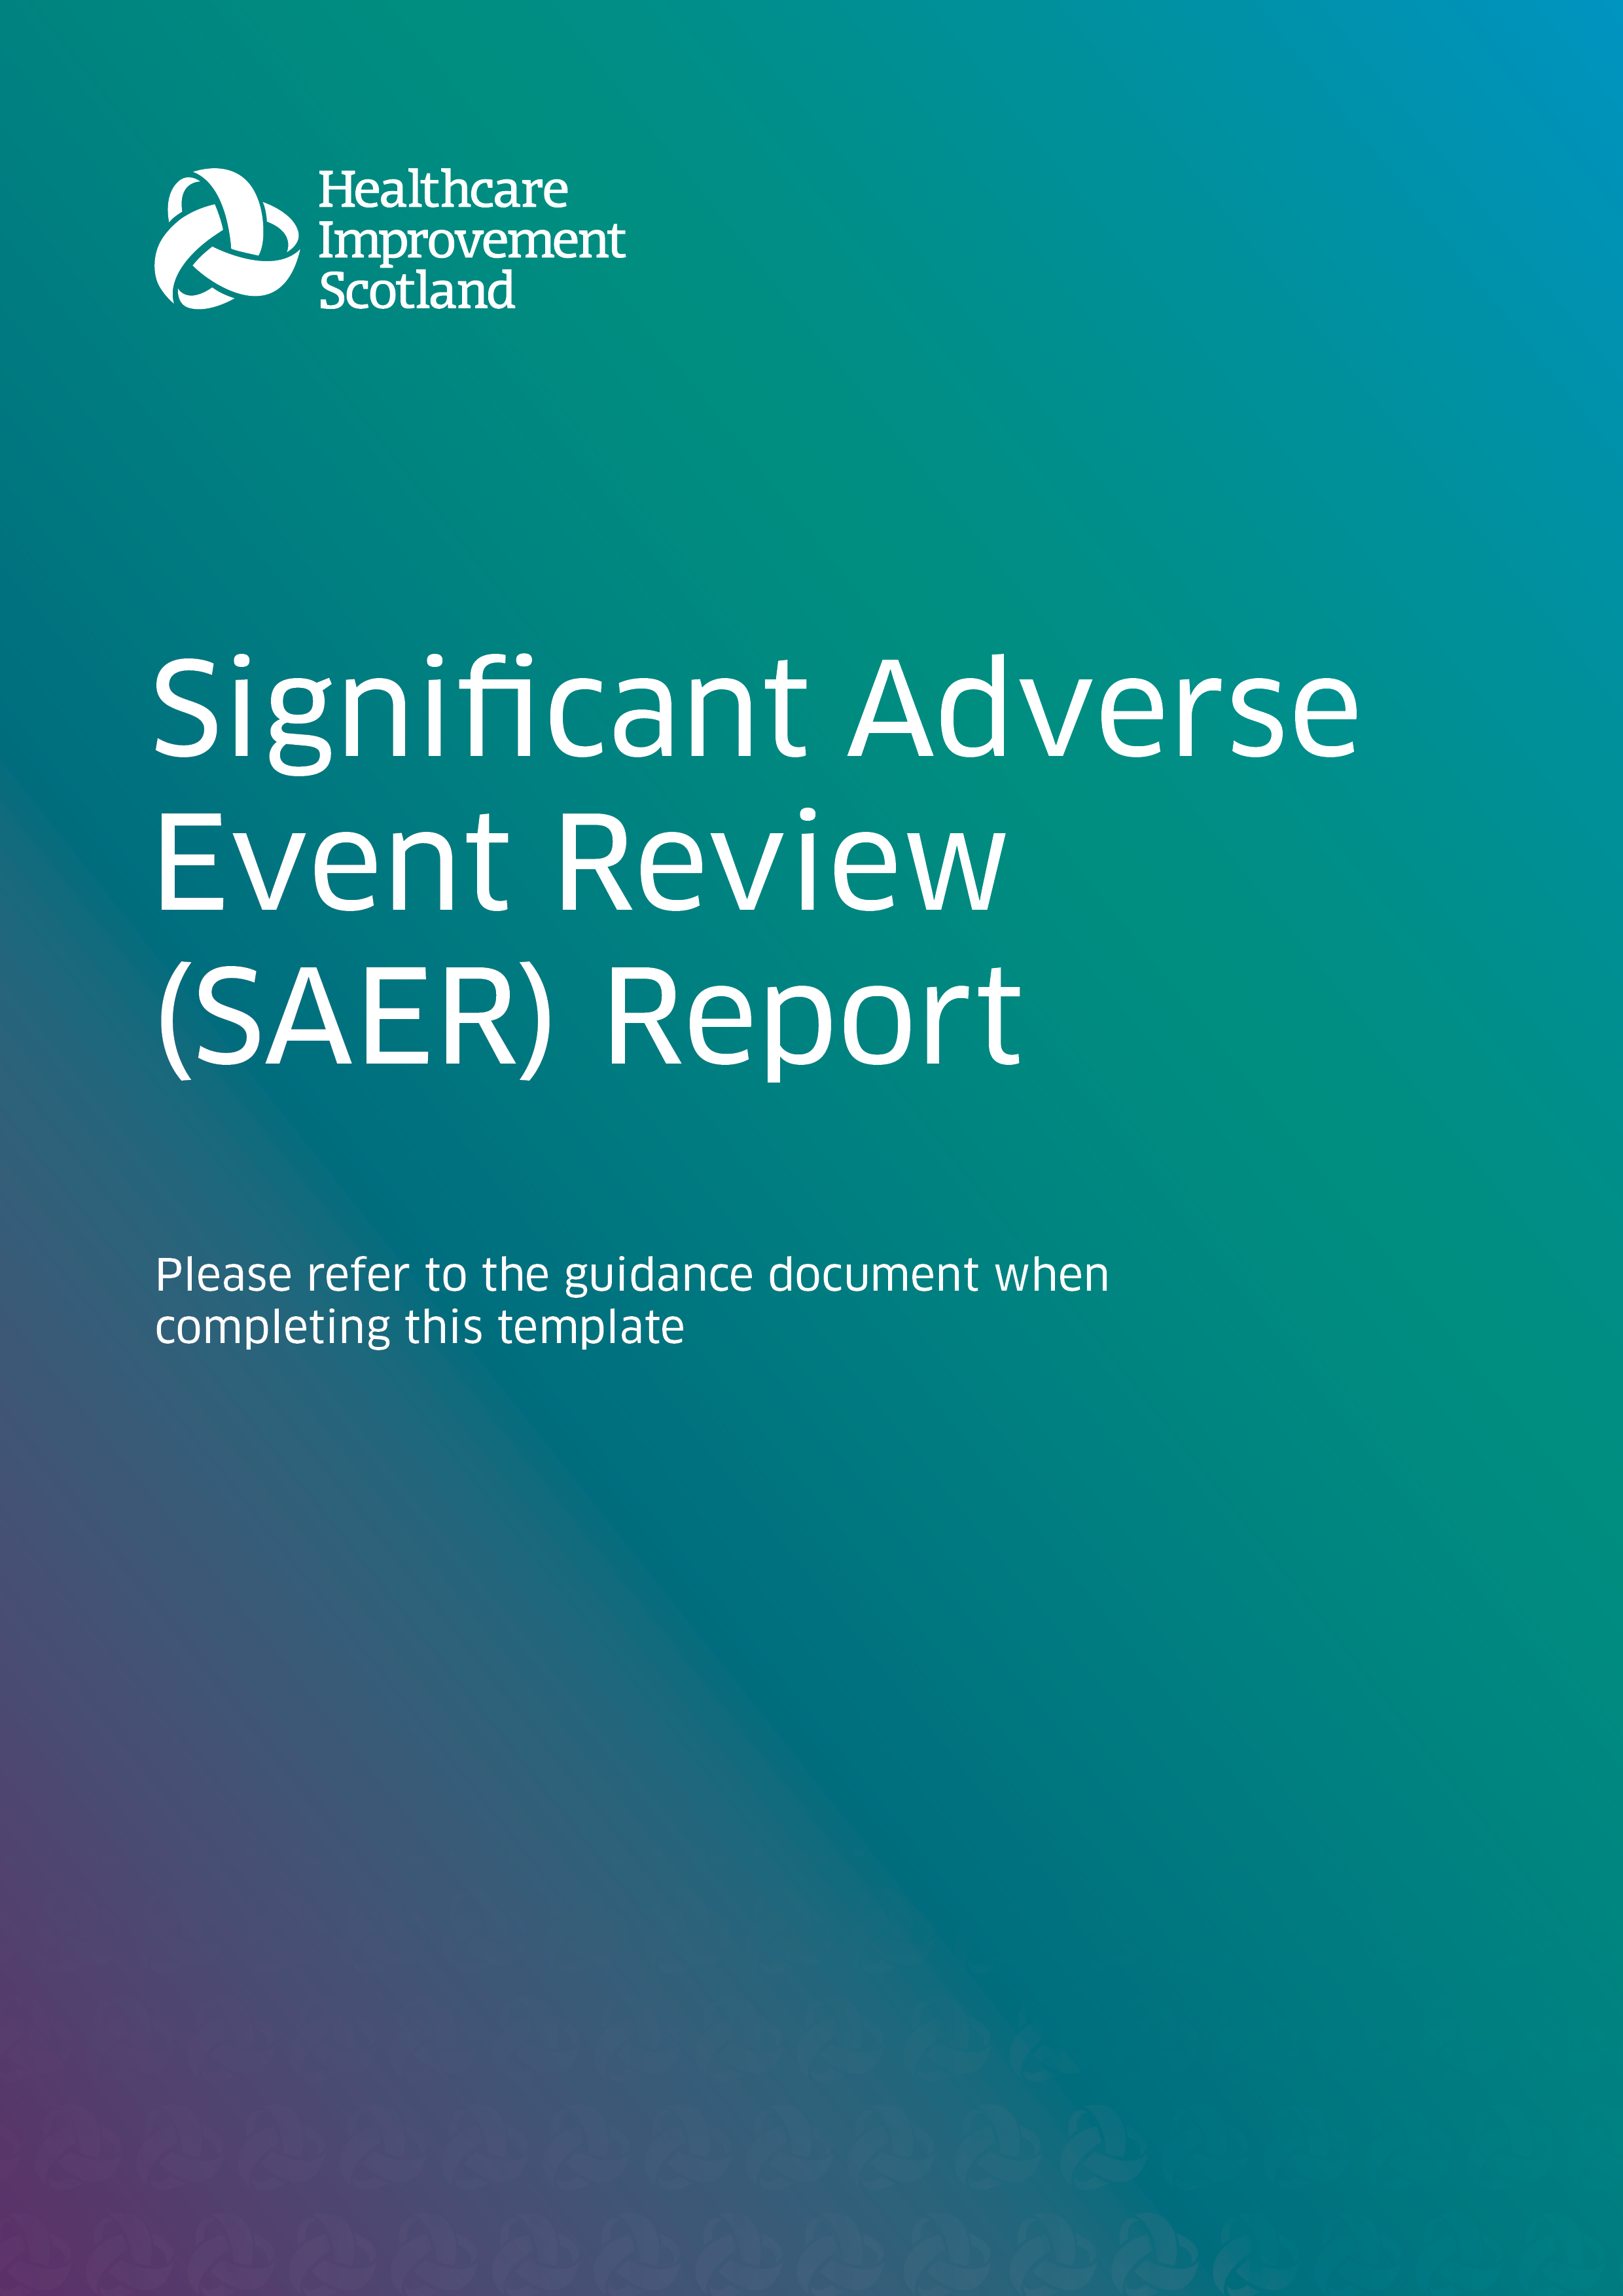 Healthcare
Improvement
Scotland
Significant Adverse
Event Review
(SAER) Report
Please refer to the guidance document when
completing this template